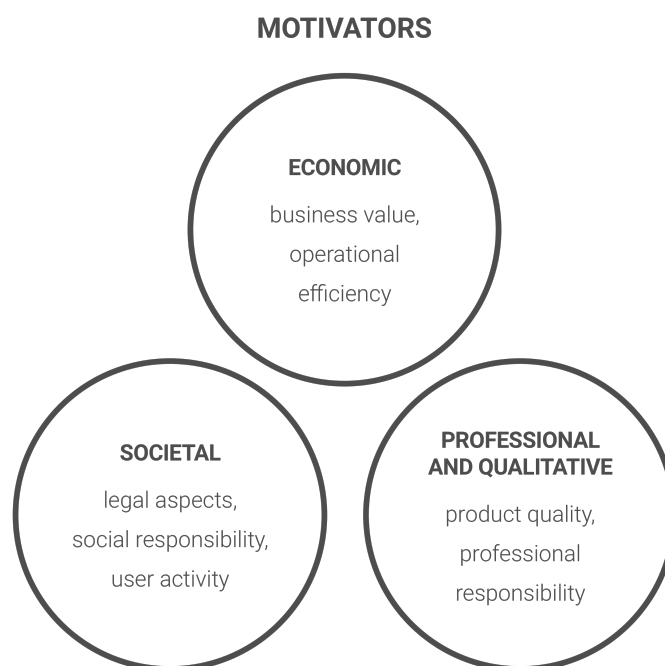 MOTIVATORS
ECONOMIC
business value,
operational
efficiency
SOCIETAL
legal aspects,
social responsibility,
user activity
PROFESSIONAL
AND QUALITATIVE
product quality,
professional
responsibility